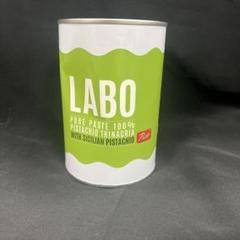 LABO
PURE PASTE 100%
PISTACHIO TRINACRIA
WITH SICILIAN PISTACHIO